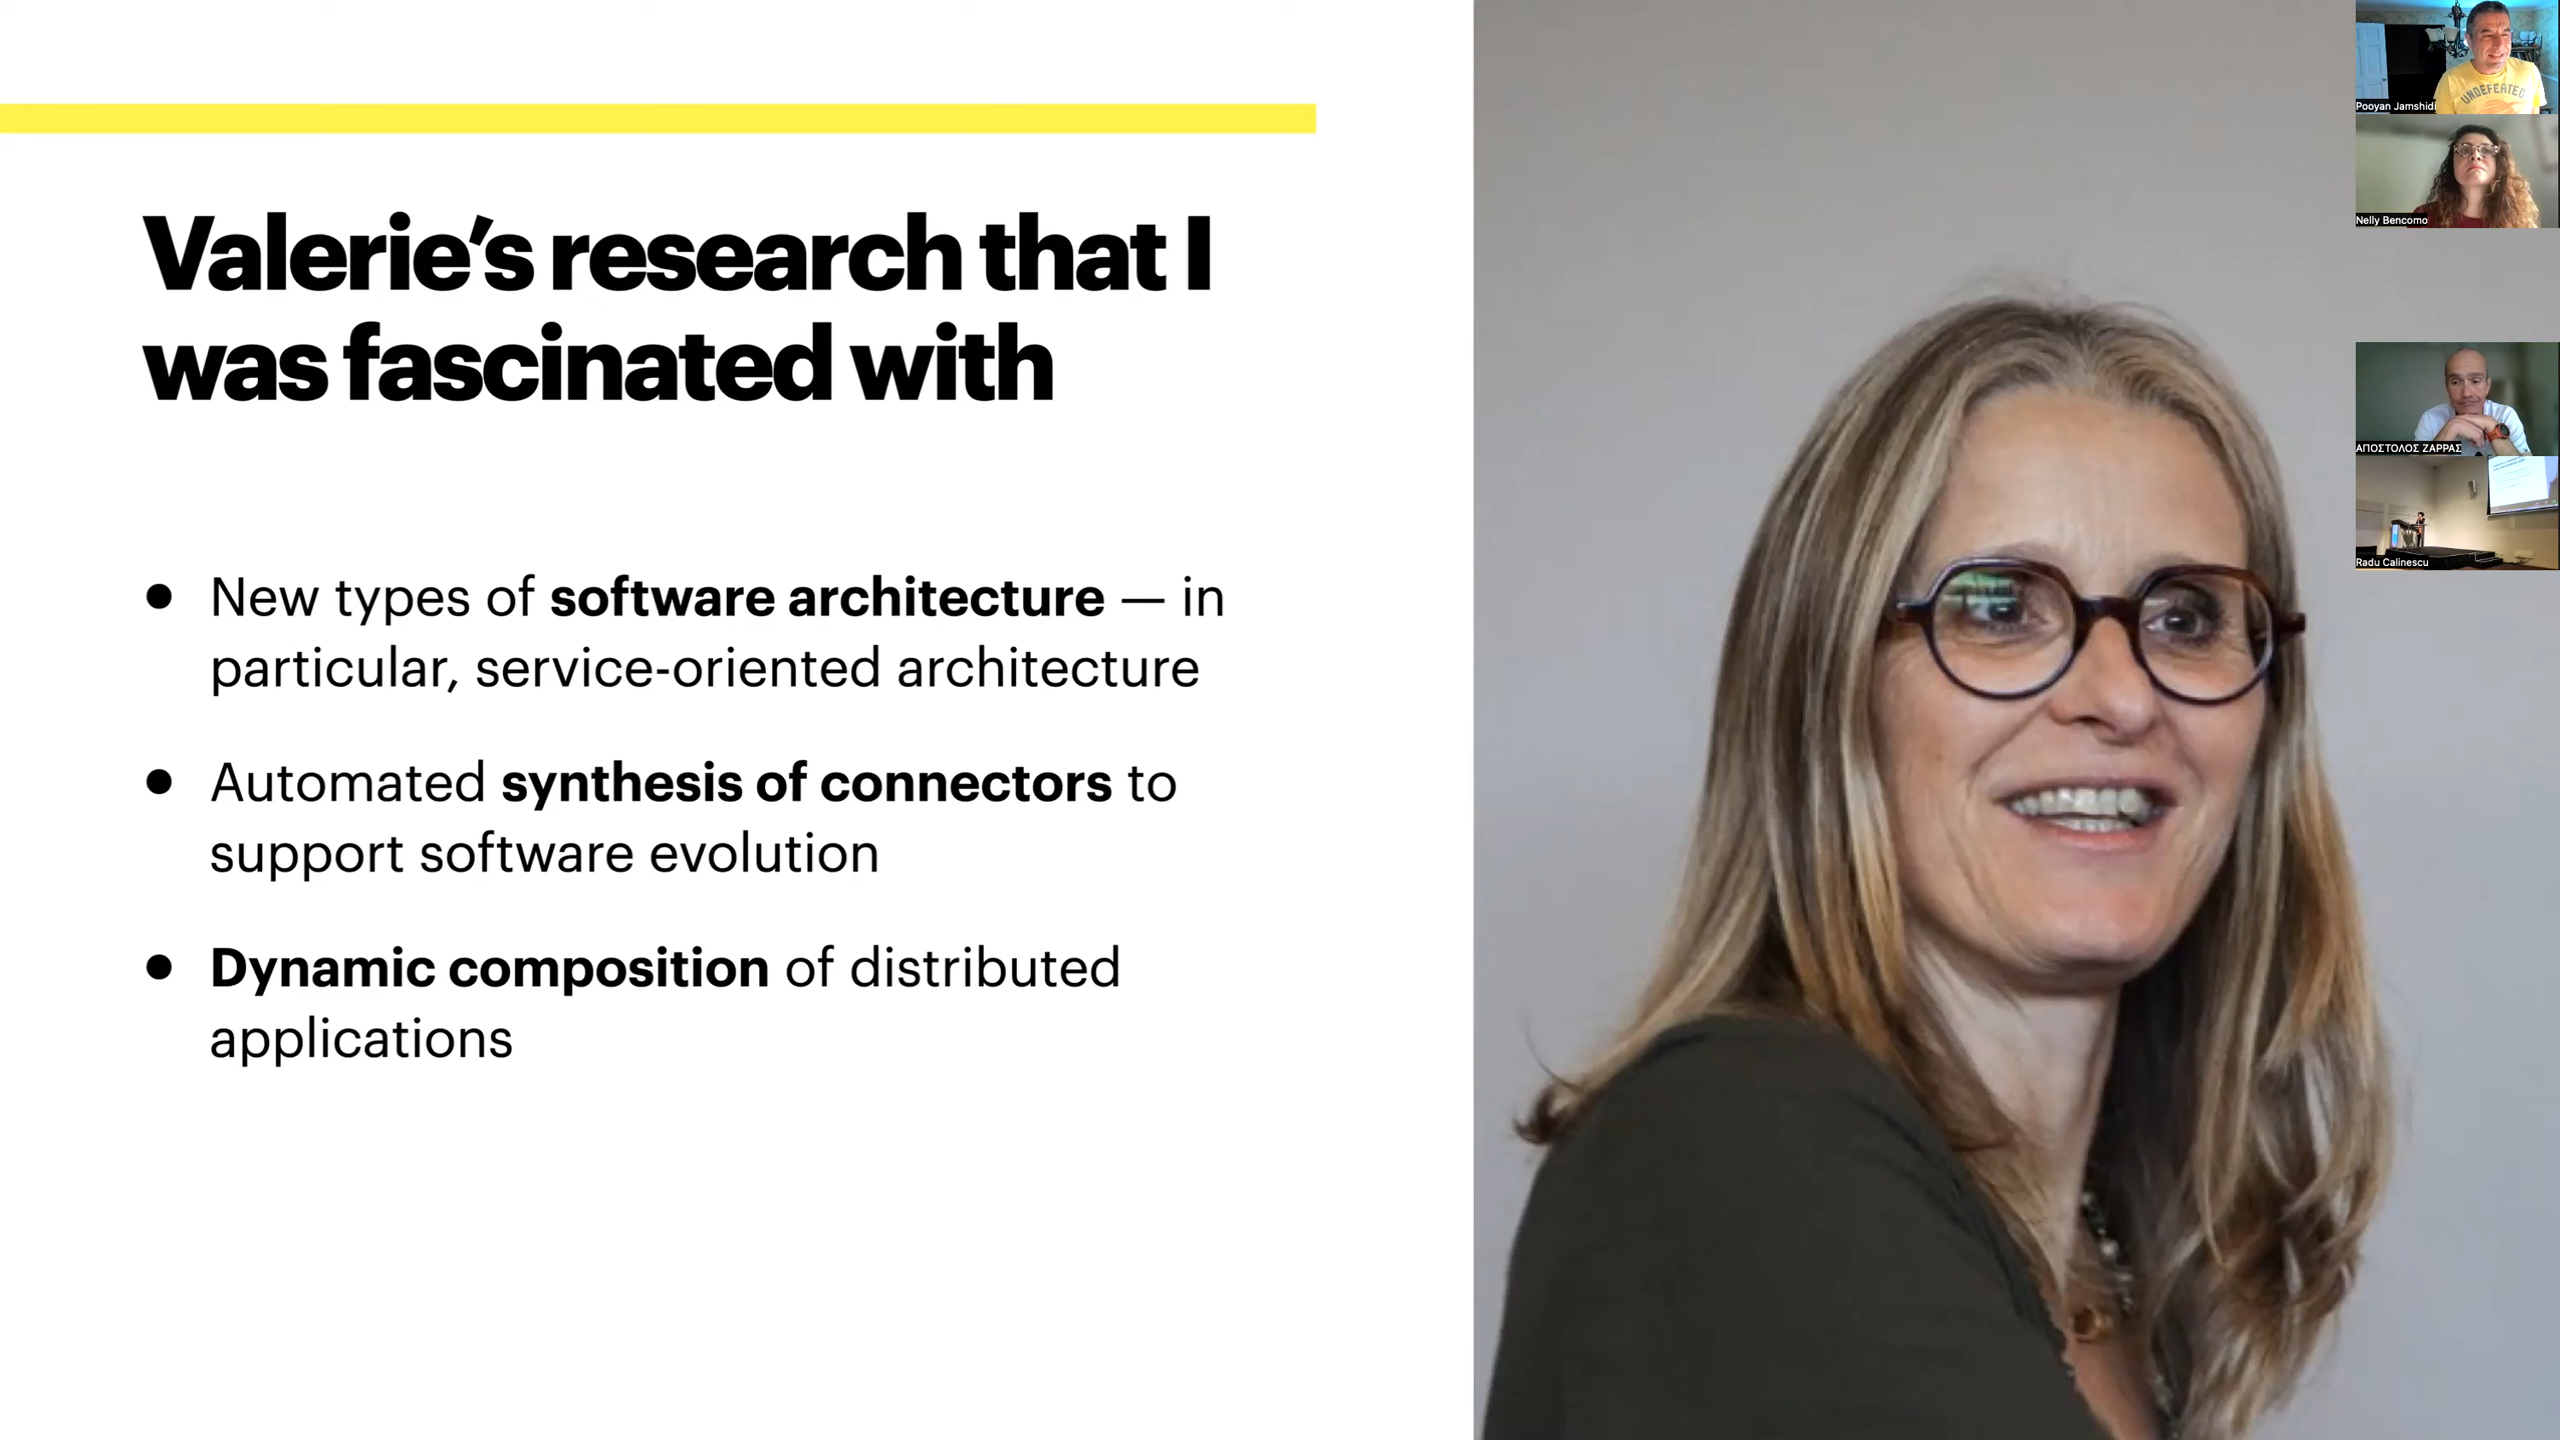 Valerie’s research that I
was fascinated with
● New types of software architecture — in
particular, service-oriented architecture
● Automated synthesis of connectors to
support software evolution
● Dynamic composition of distributed
applications
UNDEFEATED
Pooyan Jamshidi
Nelly Bencomo
ΑΠΟΣΤΟΛΟΣ ΖΑΡΡΑΣ
Radu Calinescu